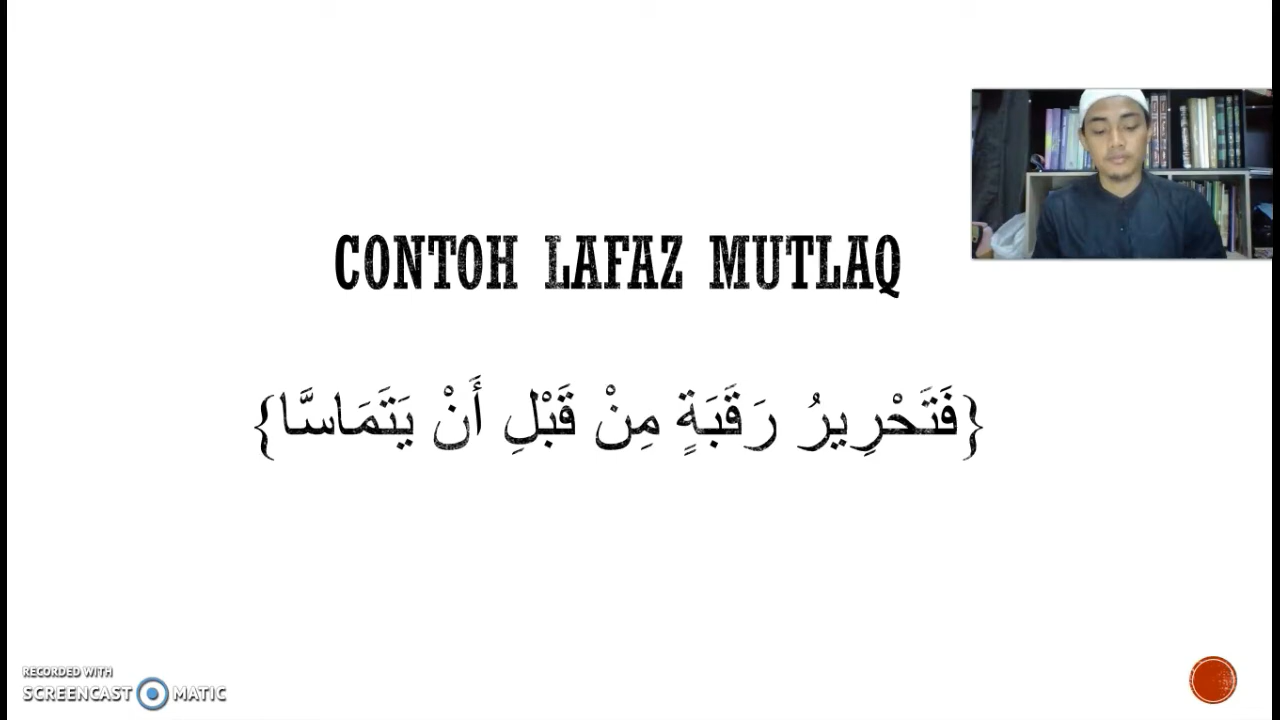 CONTOH LAFAZ MUTLAQ
{فَتَحْرِيرُ رَقَبَةٍ مِنْ قَبْلِ أَنْ يَتَمَاسَّا}
RECORDED WITH
SCREENCAST MATIC